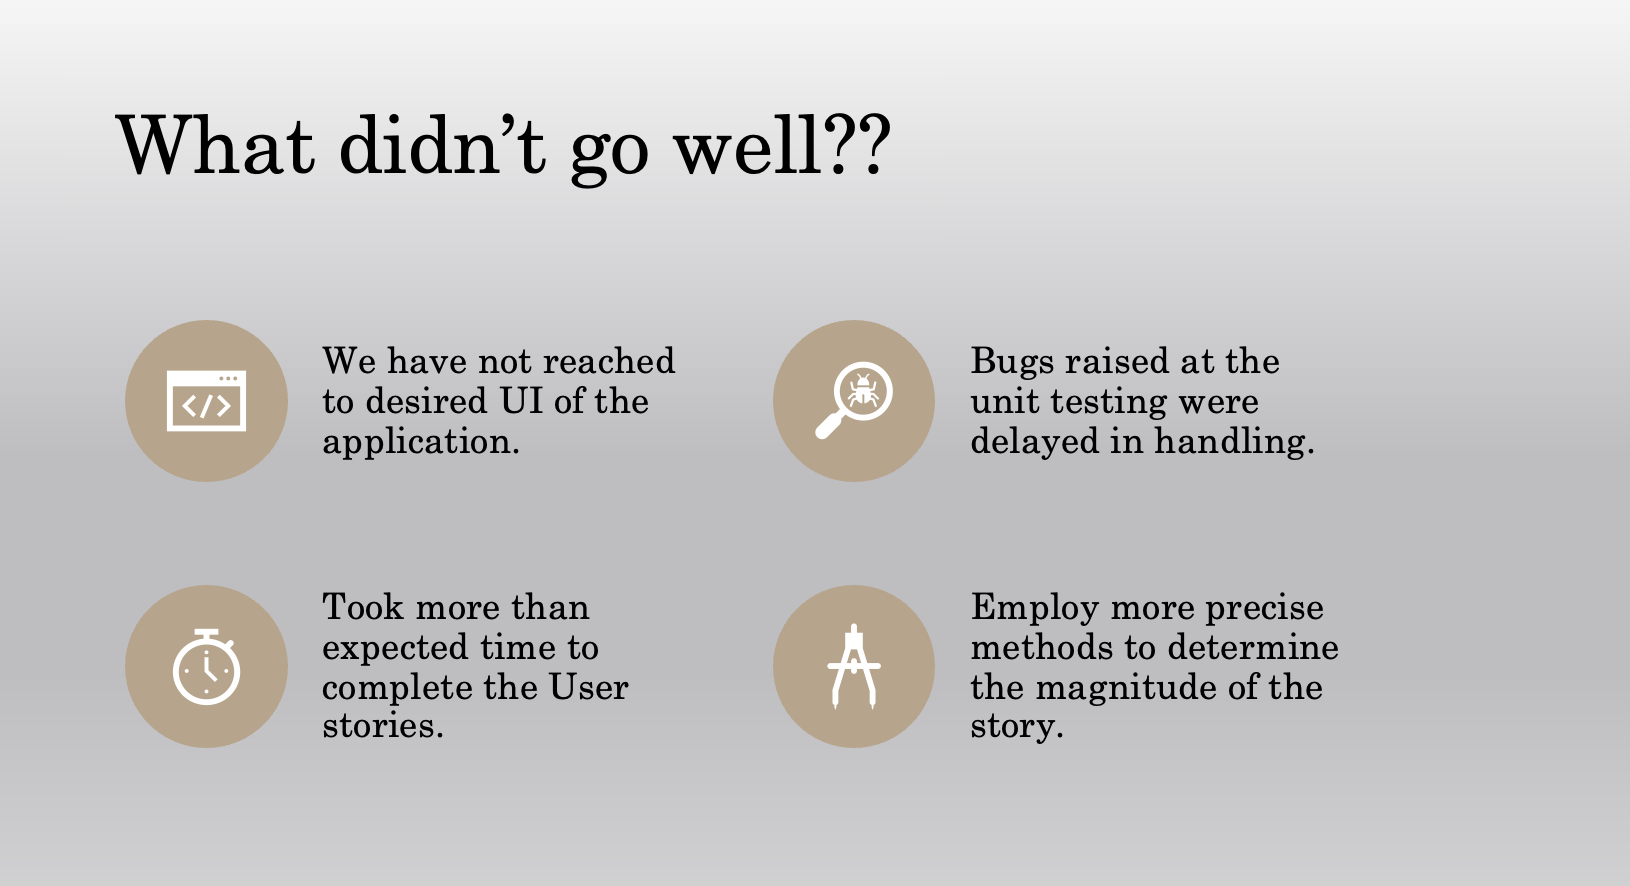 What didn’t go well??
We have not reached
to desired UI of the
application.
Bugs raised at the
unit testing were
delayed in handling.
Took more than
expected time to
complete the User
stories.
Employ more precise
methods to determine
the magnitude of the
story.